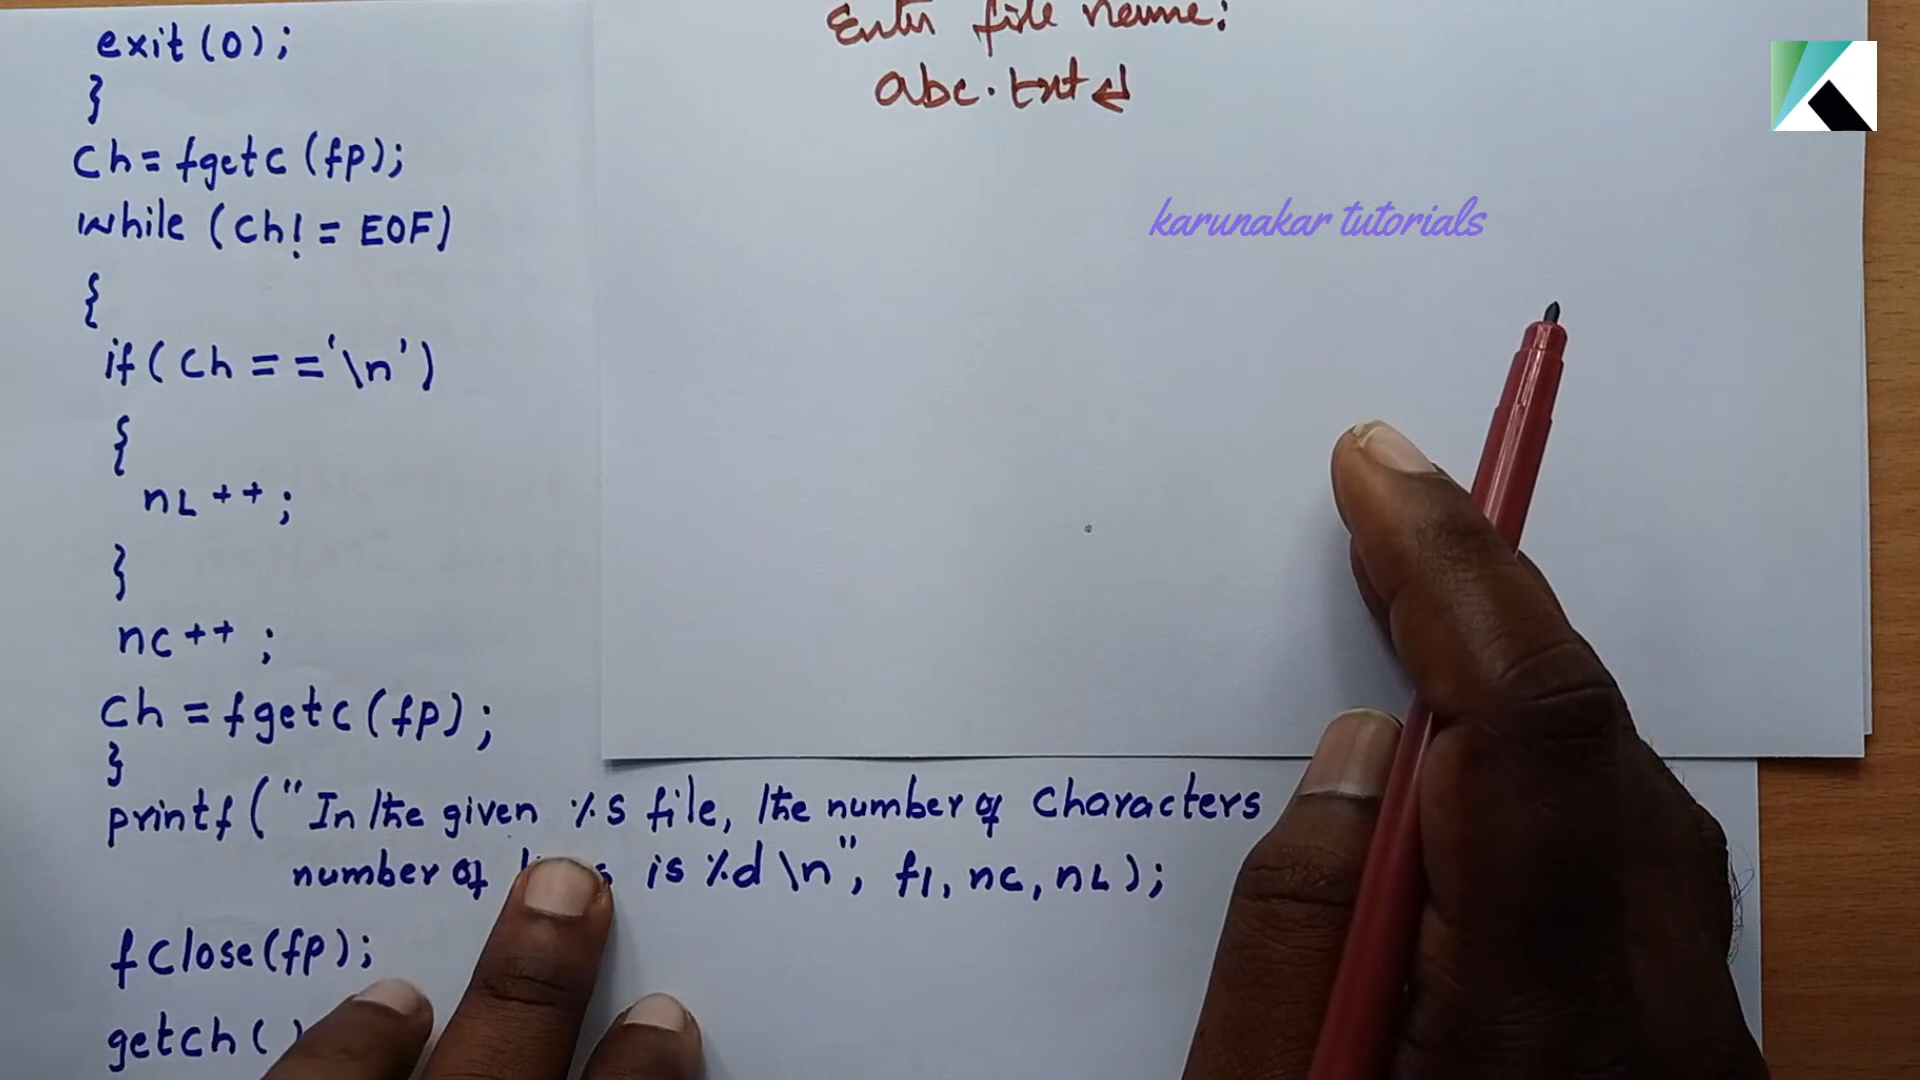 exit(0);
}
Ch=fgetc(fp);
while (Ch!=EOF)
{
if(Ch=='\n')
{
nL++;
}
nc++;
Ch=fgetc(fp);
}
printf("In the given %s file, the number of Characters
number of is %d \n", f1, nc, nL);
fclose(fp);
getch()
Enter file name:
abc.txt↵
karunakar tutorials